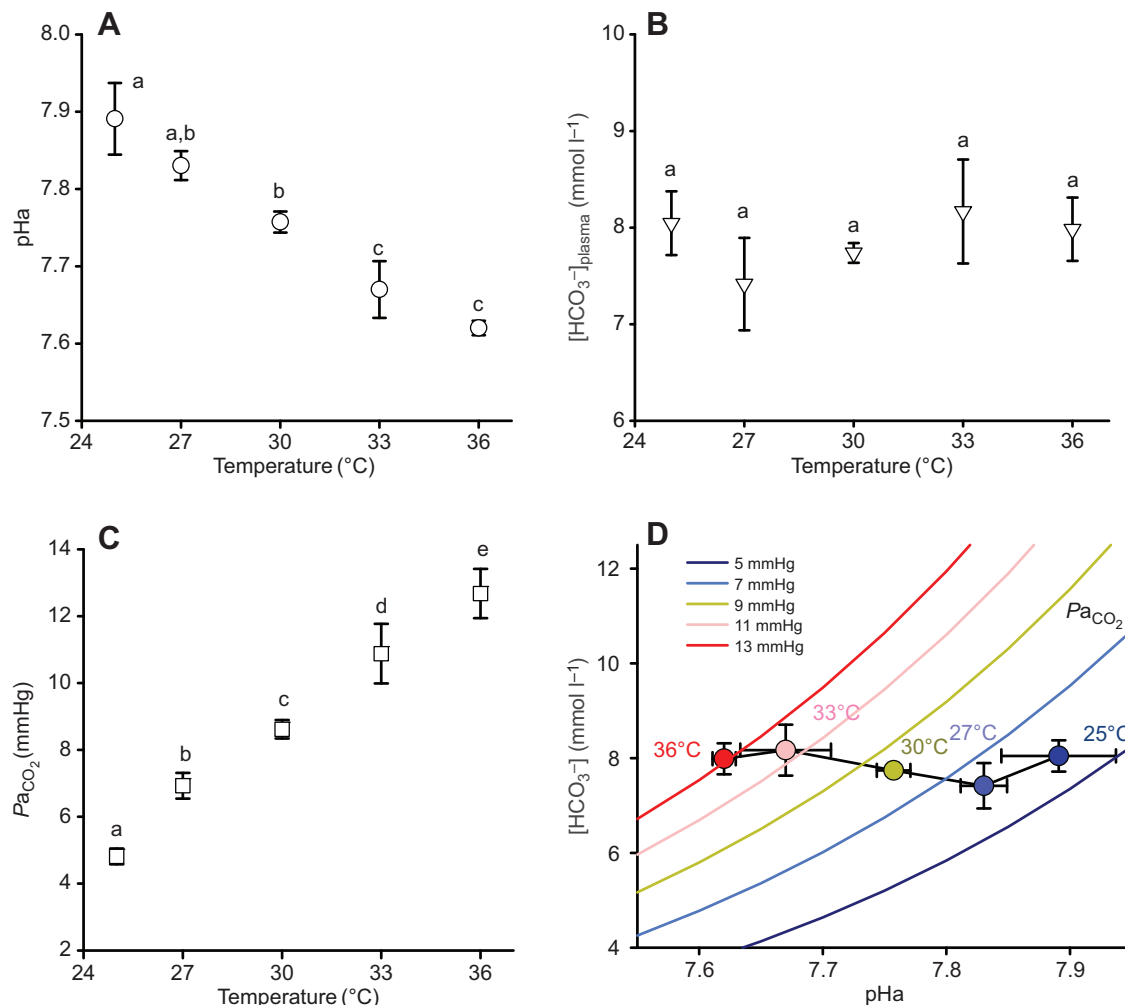 A
8.0
7.9
7.8
7.7
7.6
7.5
pHa
a
a,b
b
c
c
24
27
30
33
36
Temperature (°C)
B
10
9
8
7
6
[HCO₃⁻]plasma (mmol l⁻¹)
a
a
a
a
a
24
27
30
33
36
Temperature (°C)
C
14
12
10
8
6
4
2
PaCO₂ (mmHg)
a
b
c
d
e
24
27
30
33
36
Temperature (°C)
D
12
10
8
6
4
[HCO₃⁻] (mmol l⁻¹)
5 mmHg
7 mmHg
9 mmHg
11 mmHg
13 mmHg
PaCO₂
36°C
33°C
30°C
27°C
25°C
7.6
7.7
7.8
7.9
pHa